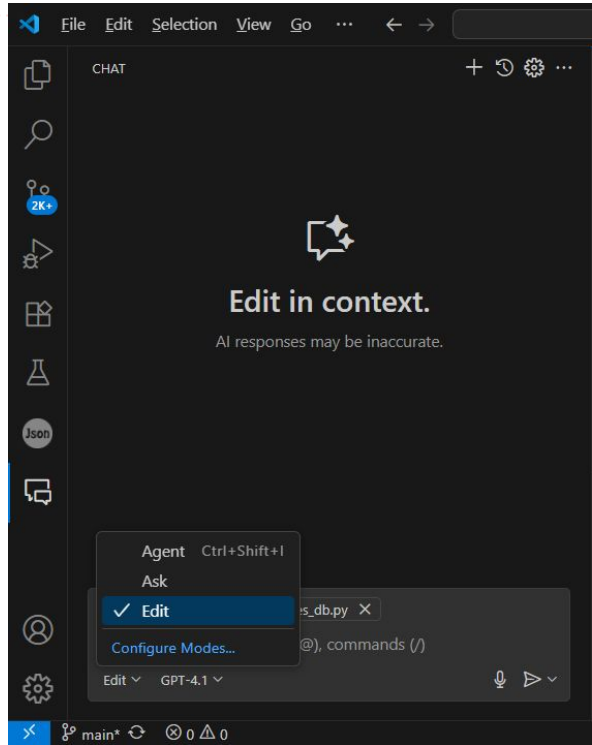 File Edit Selection View Go ...
CHAT
2K+
Edit in context.
AI responses may be inaccurate.
Json
Agent Ctrl+Shift+I
Ask
Edit
s_db.py
Configure Modes...
@), commands (/)
Edit GPT-4.1
main* 0 0